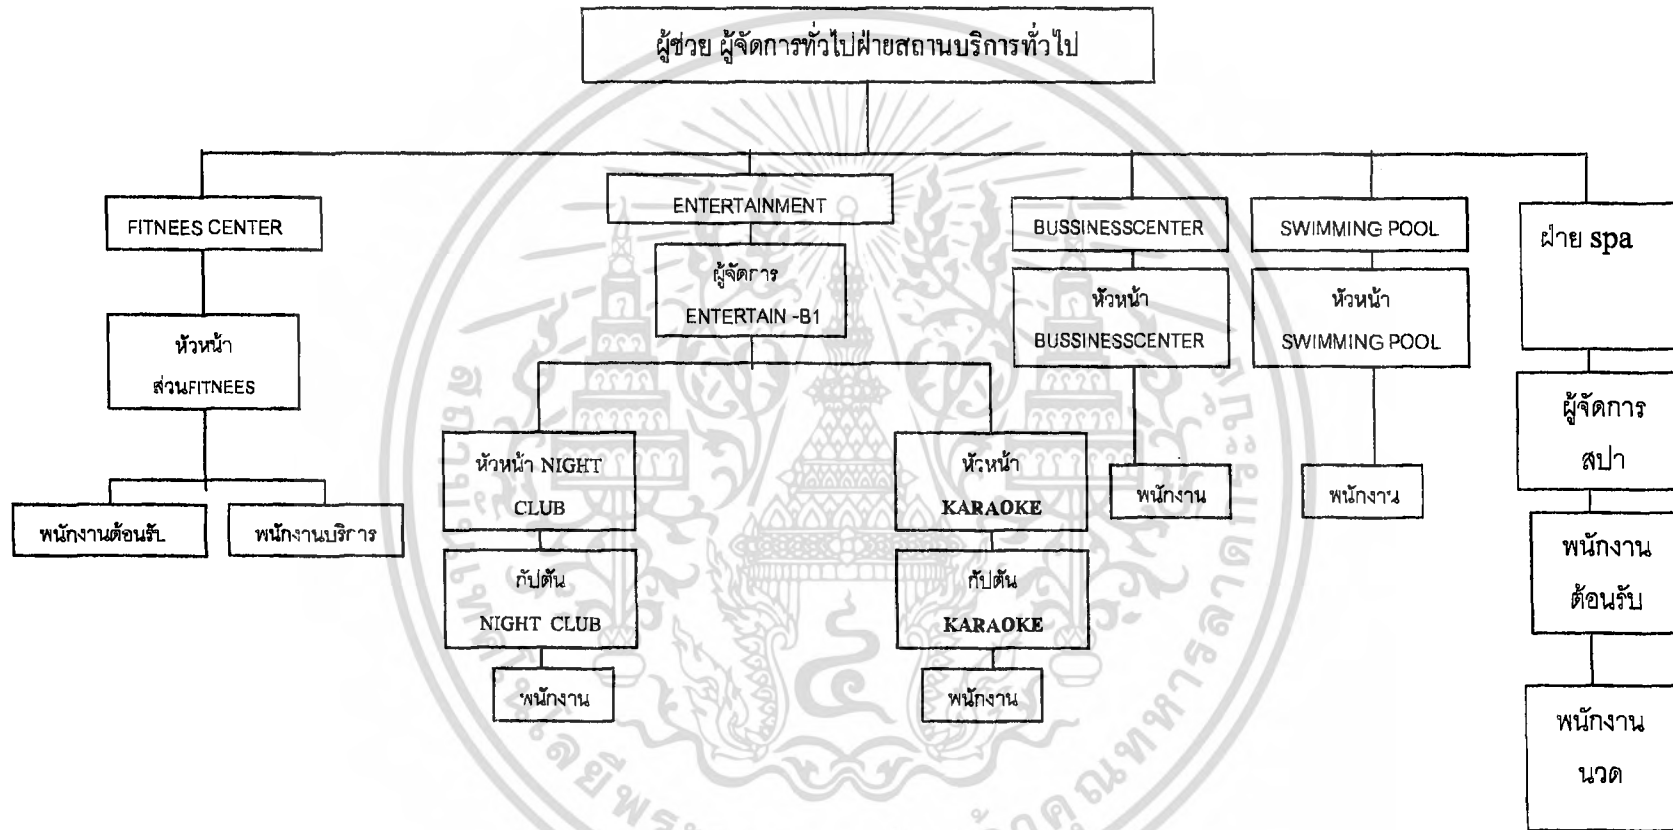 ผู้ช่วย ผู้จัดการทั่วไปฝ่ายสถานบริการทั่วไป
FITNEES CENTER
ENTERTAINMENT
BUSSINESSCENTER
SWIMMING POOL
ฝ่าย spa
หัวหน้า
ส่วนFITNEES
ผู้จัดการ
ENTERTAIN -B1
หัวหน้า
BUSSINESSCENTER
หัวหน้า
SWIMMING POOL
ผู้จัดการ
สปา
พนักงานต้อนรับ
พนักงานบริการ
หัวหน้า NIGHT
CLUB
หัวหน้า
KARAOKE
พนักงาน
พนักงาน
พนักงาน
ต้อนรับ
กัปตัน
NIGHT CLUB
กัปตัน
KARAOKE
พนักงาน
พนักงาน
พนักงาน
นวด